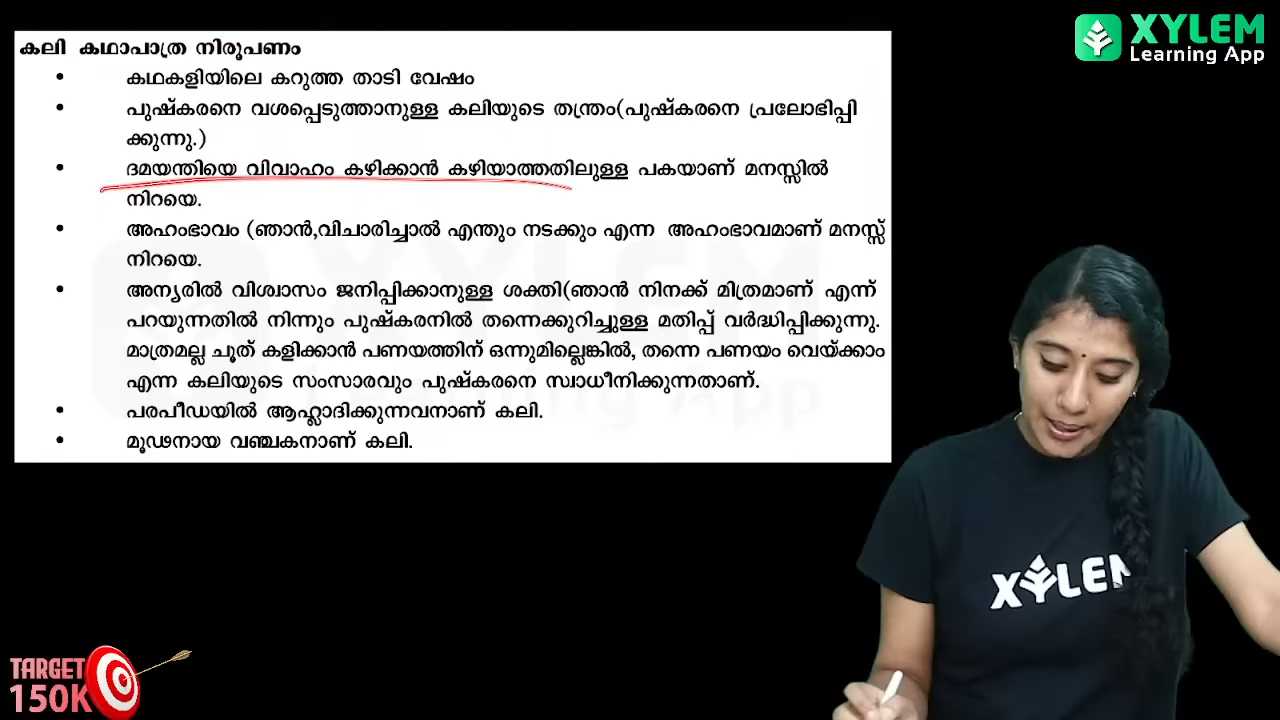 കലി കഥാപാത്ര നിരൂപണം
XYLEM
Learning App
• കഥകളിയിലെ കറുത്ത താടി വേഷം
• പുഷ്കരനെ വശപ്പെടുത്താനുള്ള കലിയുടെ തന്ത്രം(പുഷ്കരനെ പ്രലോഭിപ്പി
ക്കുന്നു.)
• ദമയന്തിയെ വിവാഹം കഴിക്കാൻ കഴിയാത്തതിലുള്ള പകയാണ് മനസ്സിൽ
നിറയെ.
• അഹംഭാവം (ഞാൻ,വിചാരിച്ചാൽ എന്തും നടക്കും എന്ന അഹംഭാവമാണ് മനസ്സ്
നിറയെ.
• അന്യരിൽ വിശ്വാസം ജനിപ്പിക്കാനുള്ള ശക്തി(ഞാൻ നിനക്ക് മിത്രമാണ് എന്ന്
പറയുന്നതിൽ നിന്നും പുഷ്കരനിൽ തന്നെക്കുറിച്ചുള്ള മതിപ്പ് വർദ്ധിപ്പിക്കുന്നു.
മാത്രമല്ല ചൂത് കളിക്കാൻ പണയത്തിന് ഒന്നുമില്ലെങ്കിൽ, തന്നെ പണയം വെയ്ക്കാം
എന്ന കലിയുടെ സംസാരവും പുഷ്കരനെ സ്വാധീനിക്കുന്നതാണ്.
• പരപീഡയിൽ ആഹ്ലാദിക്കുന്നവനാണ് കലി.
• മൂഢനായ വഞ്ചകനാണ് കലി.
XYLEM
Learning App
XYLEM
TARGET
150K